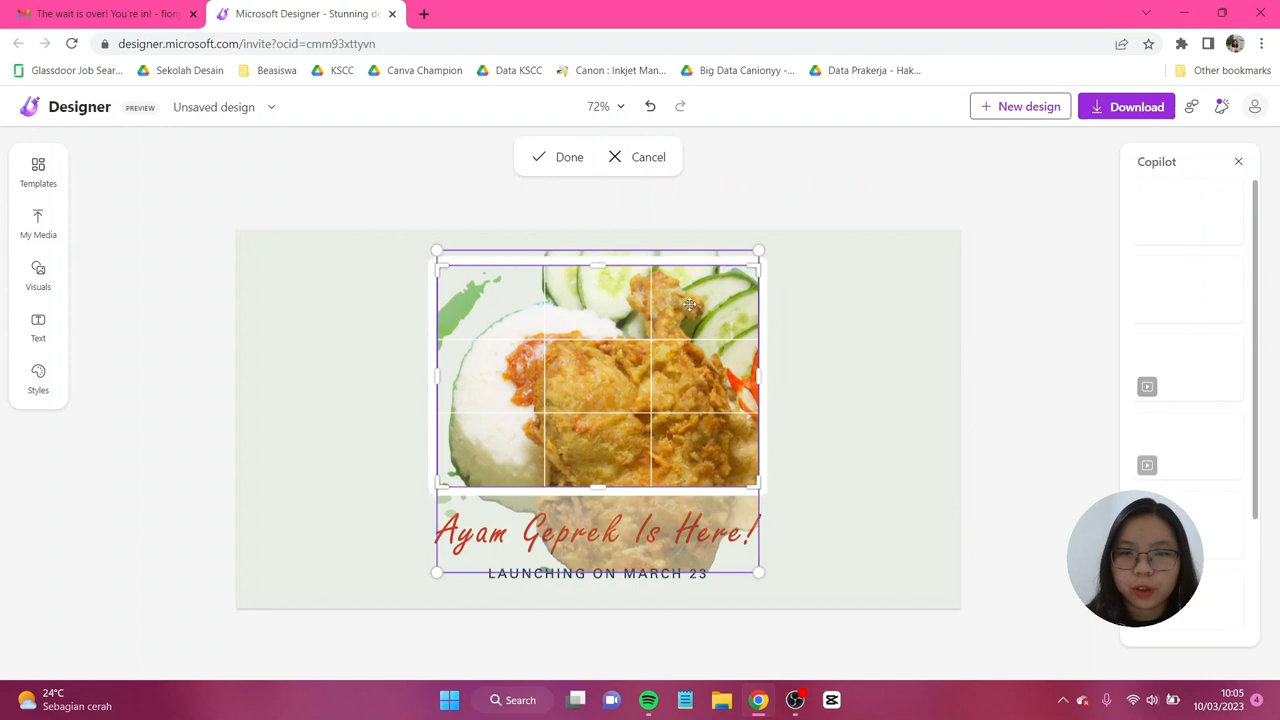 The wait is over! You're in! - fion
Microsoft Designer - Stunning de
designer.microsoft.com/invite?ocid=cmm93xttyvn
Glassdoor Job Sear...
Sekolah Desain
Beasiswa
KSCC
Canva Champion
Data KSCC
Canon : Inkjet Man...
Big Data Canionyy -...
Data Prakerja - Hak...
Other bookmarks
Designer
PREVIEW
Unsaved design
72%
New design
Download
Done
Cancel
Templates
My Media
Visuals
Text
Styles
Copilot
Ayam Geprek Is Here!
LAUNCHING ON MARCH 23
24°C
Sebagian cerah
Search
10:05
10/03/2023
4